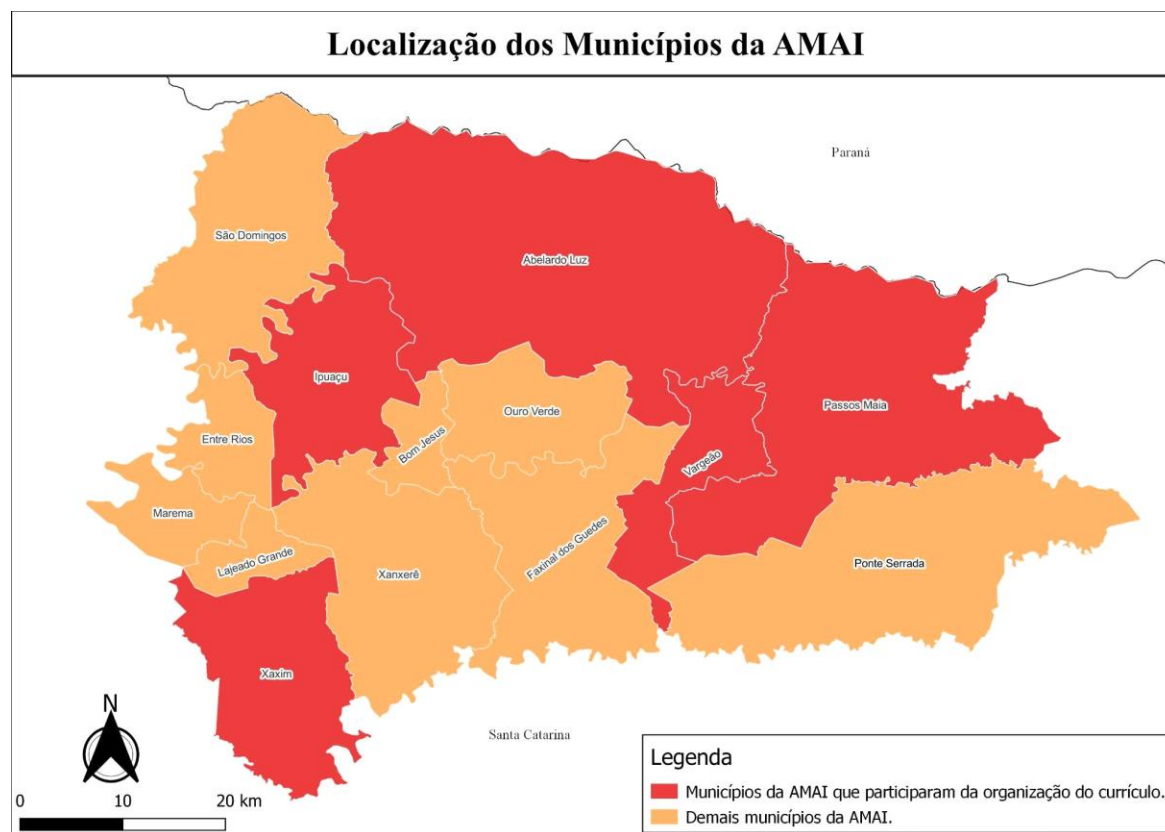 Localização dos Municípios da AMAI
Paraná
São Domingos
Abelardo Luz
Ipuaçu
Passos Maia
Ouro Verde
Bom Jesus
Entre Rios
Vargeão
Marema
Lajeado Grande
Faxinal dos Guedes
Xanxerê
Ponte Serrada
Xaxim
N
Santa Catarina
0 10 20 km
Legenda
Municípios da AMAI que participaram da organização do currículo.
Demais municípios da AMAI.